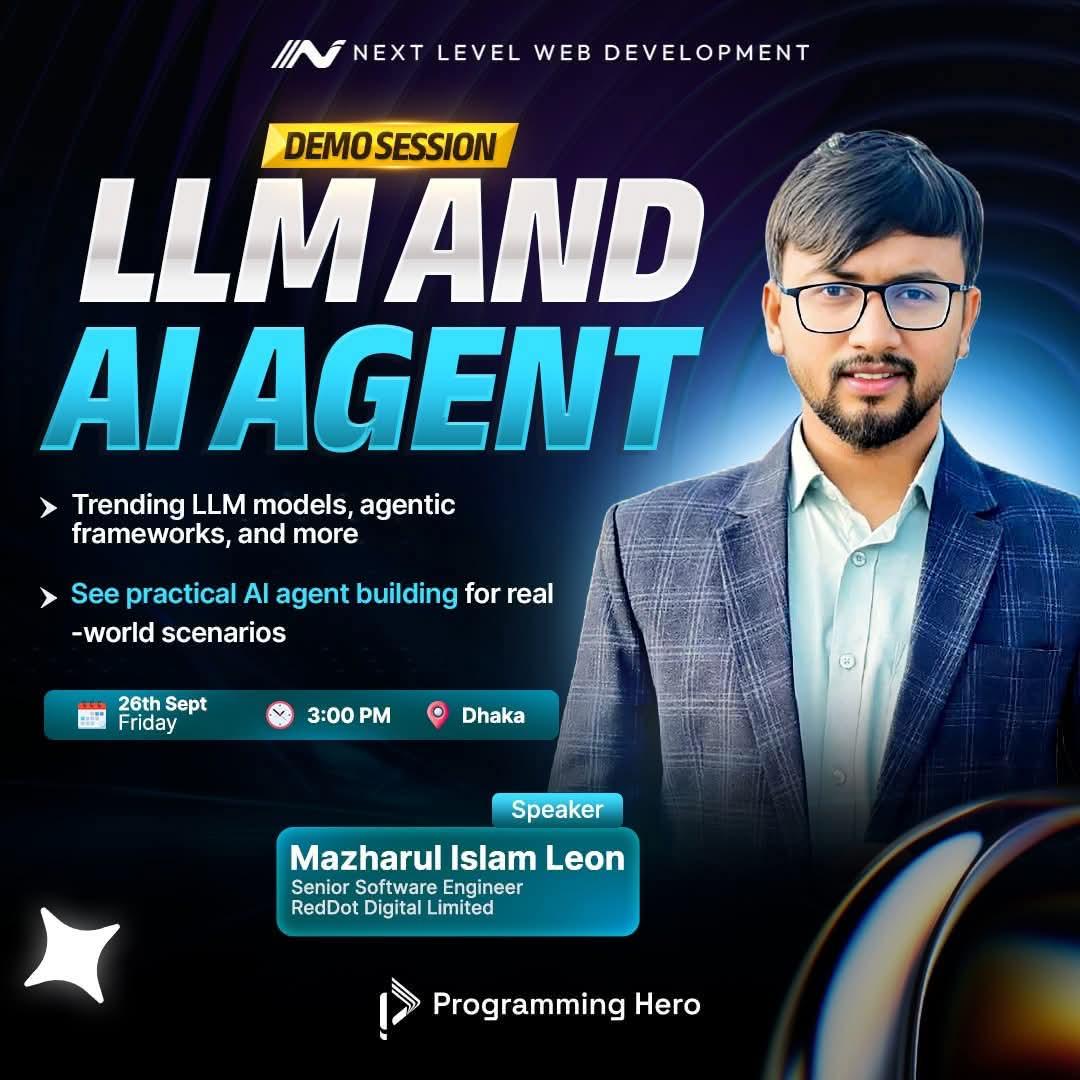 NEXT LEVEL WEB DEVELOPMENT
DEMO SESSION
LLM AND
AI AGENT
Trending LLM models, agentic
frameworks, and more
See practical AI agent building for real
-world scenarios
26th Sept
Friday
3:00 PM
Dhaka
Speaker
Mazharul Islam Leon
Senior Software Engineer
RedDot Digital Limited
Programming Hero